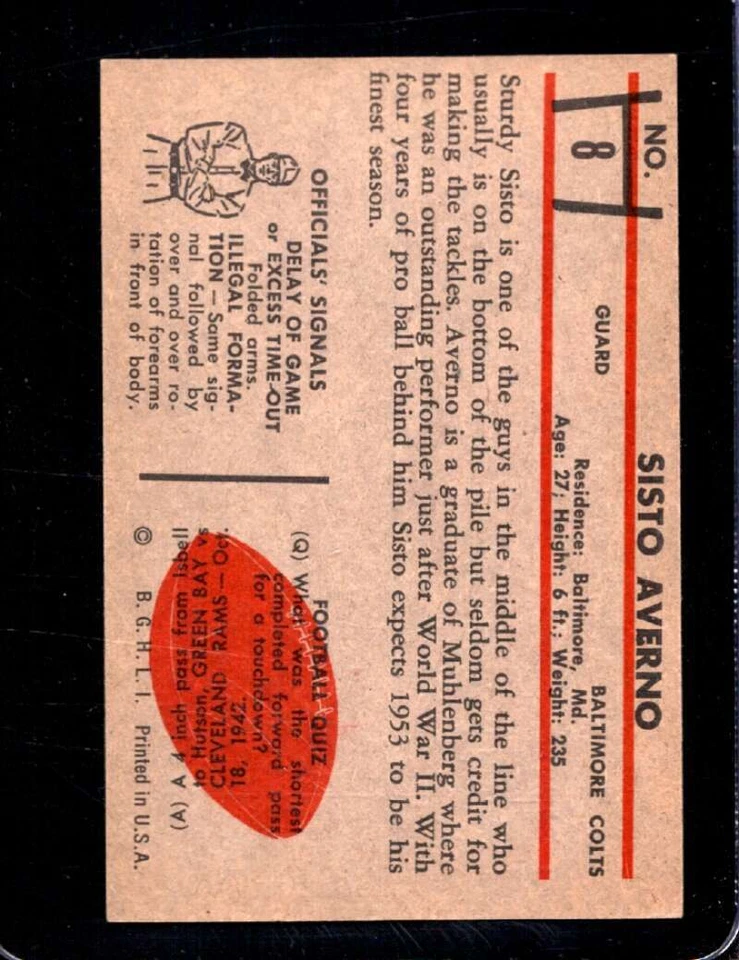 NO.
8
SISTO AVERNO
GUARD
BALTIMORE COLTS
Residence: Baltimore, Md.
Age: 27; Height: 6 ft.; Weight: 235
Sturdy Sisto is one of the guys in the middle of the line who
usually is on the bottom of the pile but seldom gets credit for
making the tackles. Averno is a graduate of Muhlenberg where
he was an outstanding performer just after World War II. With
four years of pro ball behind him Sisto expects 1953 to be his
finest season.
OFFICIALS' SIGNALS
DELAY OF GAME
or EXCESS TIME-OUT
Folded arms.
ILLEGAL FORMA-
TION — Same sig-
nal followed by
over and over ro-
tation of forearms
in front of body.
FOOTBALL QUIZ
(Q) What was the shortest
completed forward pass
for a touchdown?
(A) A 4 inch pass from Isbell
to Hutson, GREEN BAY vs
CLEVELAND RAMS — Oct.
18, 1942.
© B. G. H. L. I. Printed in U.S.A.